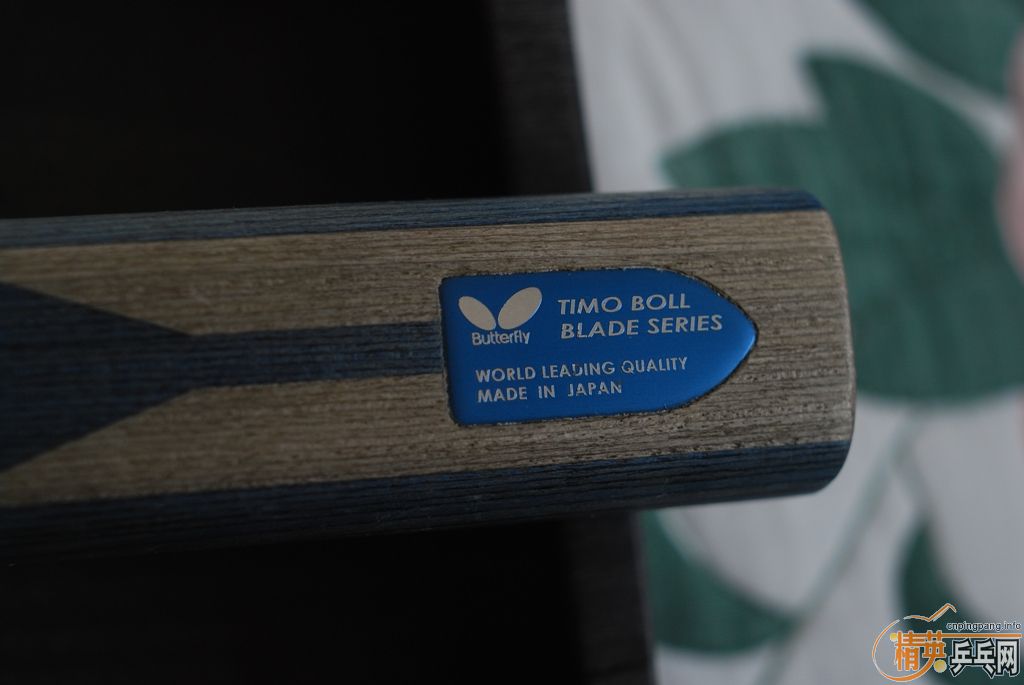 Butterfly
TIMO BOLL
BLADE SERIES
WORLD LEADING QUALITY
MADE IN JAPAN
cnpingpang.info
精英乒乓网